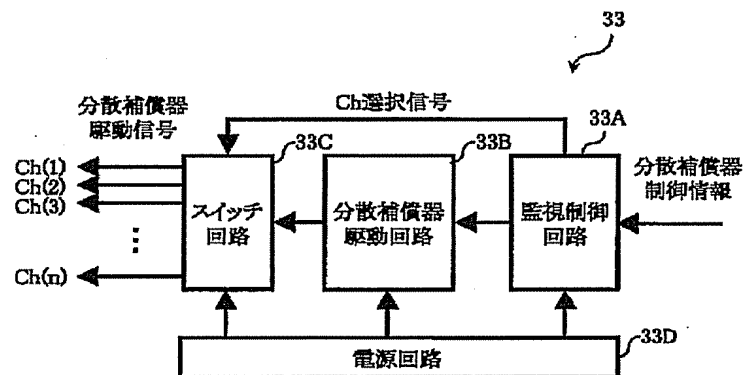 33
Ch選択信号
分散補償器
駆動信号
33C
33B
33A
Ch(1)
Ch(2)
Ch(3)
Ch(n)
スイッチ
回路
分散補償器
駆動回路
監視制御
回路
分散補償器
制御情報
33D
電源回路